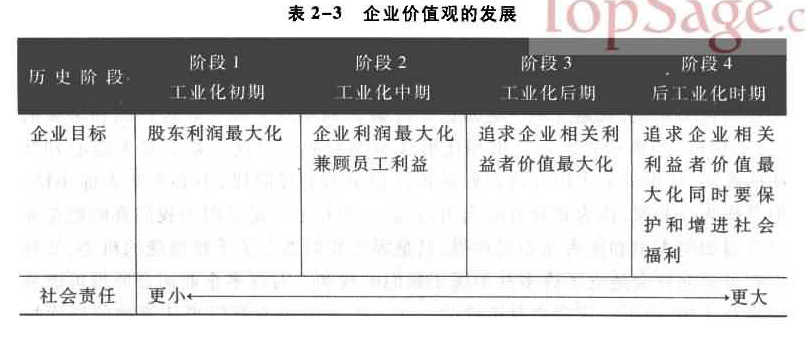 TopSage.c
表 2-3 企业价值观的发展
历史阶段
阶段 1
工业化初期
阶段 2
工业化中期
阶段 3
工业化后期
阶段 4
后工业化时期
企业目标
股东利润最大化
企业利润最大化
兼顾员工利益
追求企业相关利
益者价值最大化
追求企业相关
利益者价值最
大化同时要保
护和增进社会
福利
社会责任
更小
更大